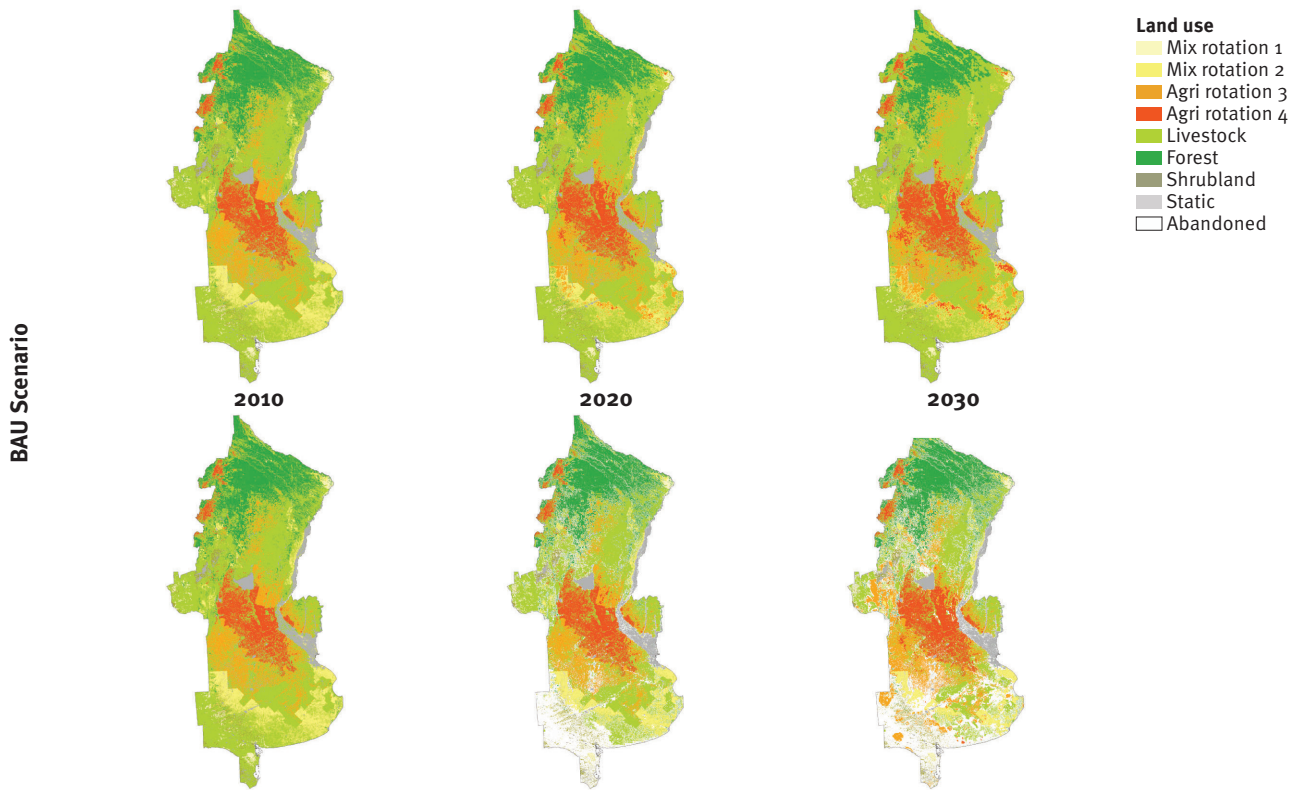 Land use
Mix rotation 1
Mix rotation 2
Agri rotation 3
Agri rotation 4
Livestock
Forest
Shrubland
Static
Abandoned
BAU Scenario
2010
2020
2030